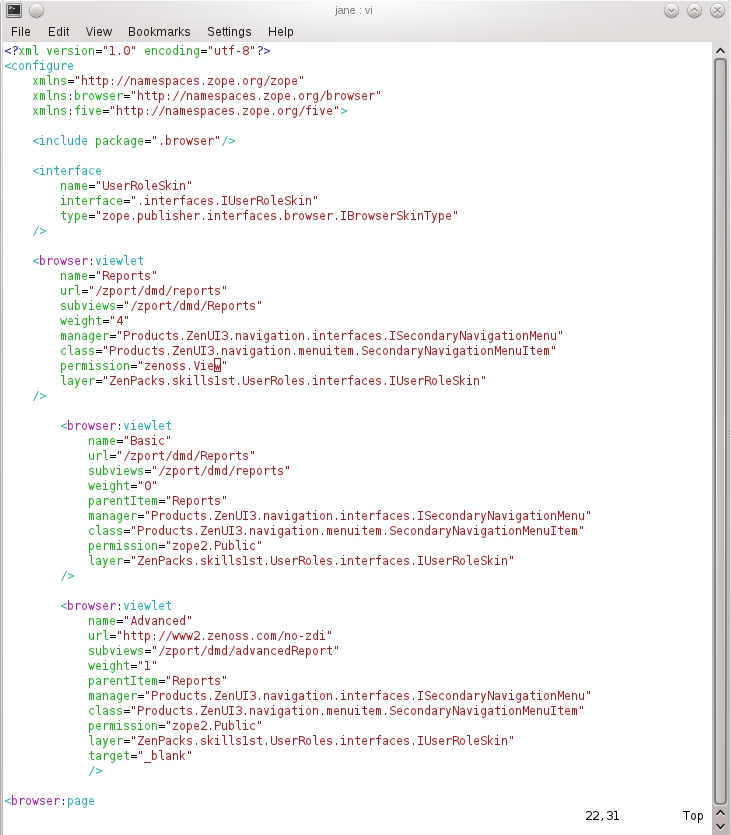 jane : vi
File Edit View Bookmarks Settings Help
<?xml version="1.0" encoding="utf-8"?>
<configure
    xmlns="http://namespaces.zope.org/zope"
    xmlns:browser="http://namespaces.zope.org/browser"
    xmlns:five="http://namespaces.zope.org/five">

    <include package=".browser"/>

    <interface
        name="UserRoleSkin"
        interface=".interfaces.IUserRoleSkin"
        type="zope.publisher.interfaces.browser.IBrowserSkinType"
    />

    <browser:viewlet
        name="Reports"
        url="/zport/dmd/reports"
        subviews="/zport/dmd/Reports"
        weight="4"
        manager="Products.ZenUI3.navigation.interfaces.ISecondaryNavigationMenu"
        class="Products.ZenUI3.navigation.menuitem.SecondaryNavigationMenuItem"
        permission="zenoss.View"
        layer="ZenPacks.skills1st.UserRoles.interfaces.IUserRoleSkin"
    />

        <browser:viewlet
            name="Basic"
            url="/zport/dmd/Reports"
            subviews="/zport/dmd/reports"
            weight="0"
            parentItem="Reports"
            manager="Products.ZenUI3.navigation.interfaces.ISecondaryNavigationMenu"
            class="Products.ZenUI3.navigation.menuitem.SecondaryNavigationMenuItem"
            permission="zope2.Public"
            layer="ZenPacks.skills1st.UserRoles.interfaces.IUserRoleSkin"
        />

        <browser:viewlet
            name="Advanced"
            url="http://www2.zenoss.com/no-zdi"
            subviews="/zport/dmd/advancedReport"
            weight="1"
            parentItem="Reports"
            manager="Products.ZenUI3.navigation.interfaces.ISecondaryNavigationMenu"
            class="Products.ZenUI3.navigation.menuitem.SecondaryNavigationMenuItem"
            permission="zope2.Public"
            layer="ZenPacks.skills1st.UserRoles.interfaces.IUserRoleSkin"
            target="_blank"
            />

<browser:page
22,31 Top